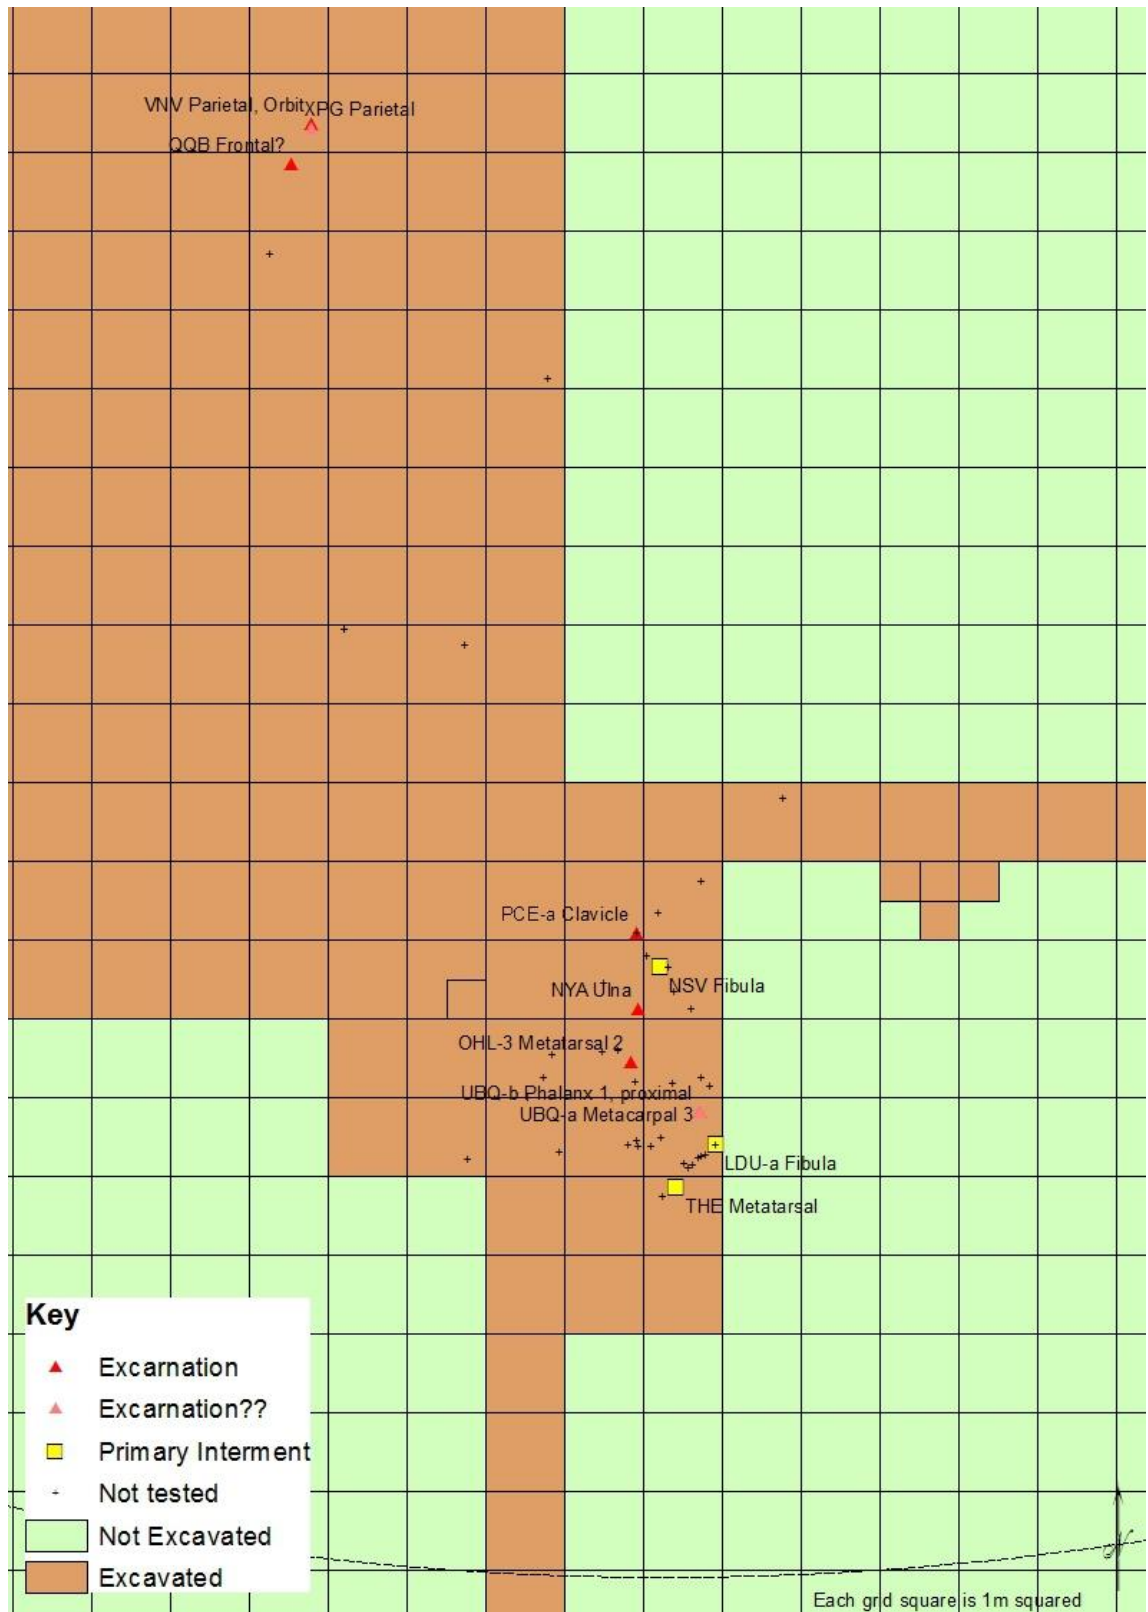 VNV Parietal, Orbit
XPG Parietal
QQB Frontal?
PCE-a Clavicle
NSV Fibula
NYA Ulna
OHL-3 Metatarsal 2
UBQ-b Phalanx 1, proximal
UBQ-a Metacarpal 3
LDU-a Fibula
THE Metatarsal
Key
Excarnation
Excarnation??
Primary Interment
Not tested
Not Excavated
Excavated
N
Each grid square is 1m squared